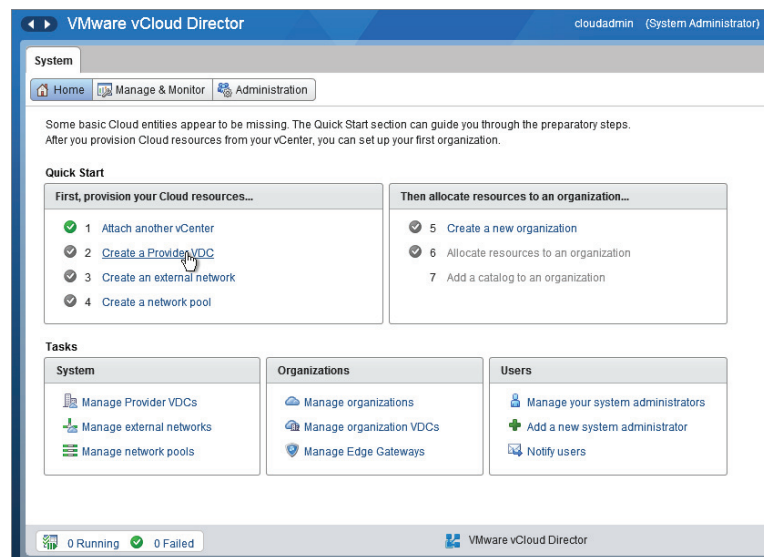 VMware vCloud Director
cloudadmin (System Administrator)
System
Home
Manage & Monitor
Administration
Some basic Cloud entities appear to be missing. The Quick Start section can guide you through the preparatory steps.
After you provision Cloud resources from your vCenter, you can set up your first organization.
Quick Start
First, provision your Cloud resources...
1 Attach another vCenter
2 Create a Provider VDC
3 Create an external network
4 Create a network pool
Then allocate resources to an organization...
5 Create a new organization
6 Allocate resources to an organization
7 Add a catalog to an organization
Tasks
System
Manage Provider VDCs
Manage external networks
Manage network pools
Organizations
Manage organizations
Manage organization VDCs
Manage Edge Gateways
Users
Manage your system administrators
Add a new system administrator
Notify users
0 Running
0 Failed
VMware vCloud Director